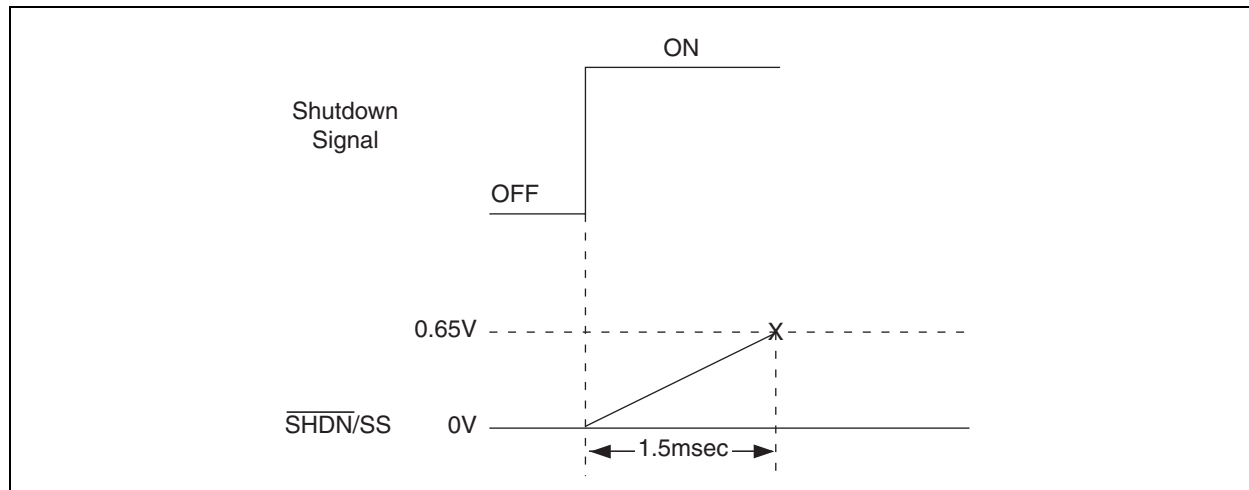 ON
Shutdown
Signal
OFF
0.65V
X
SHDN/SS 0V
1.5msec